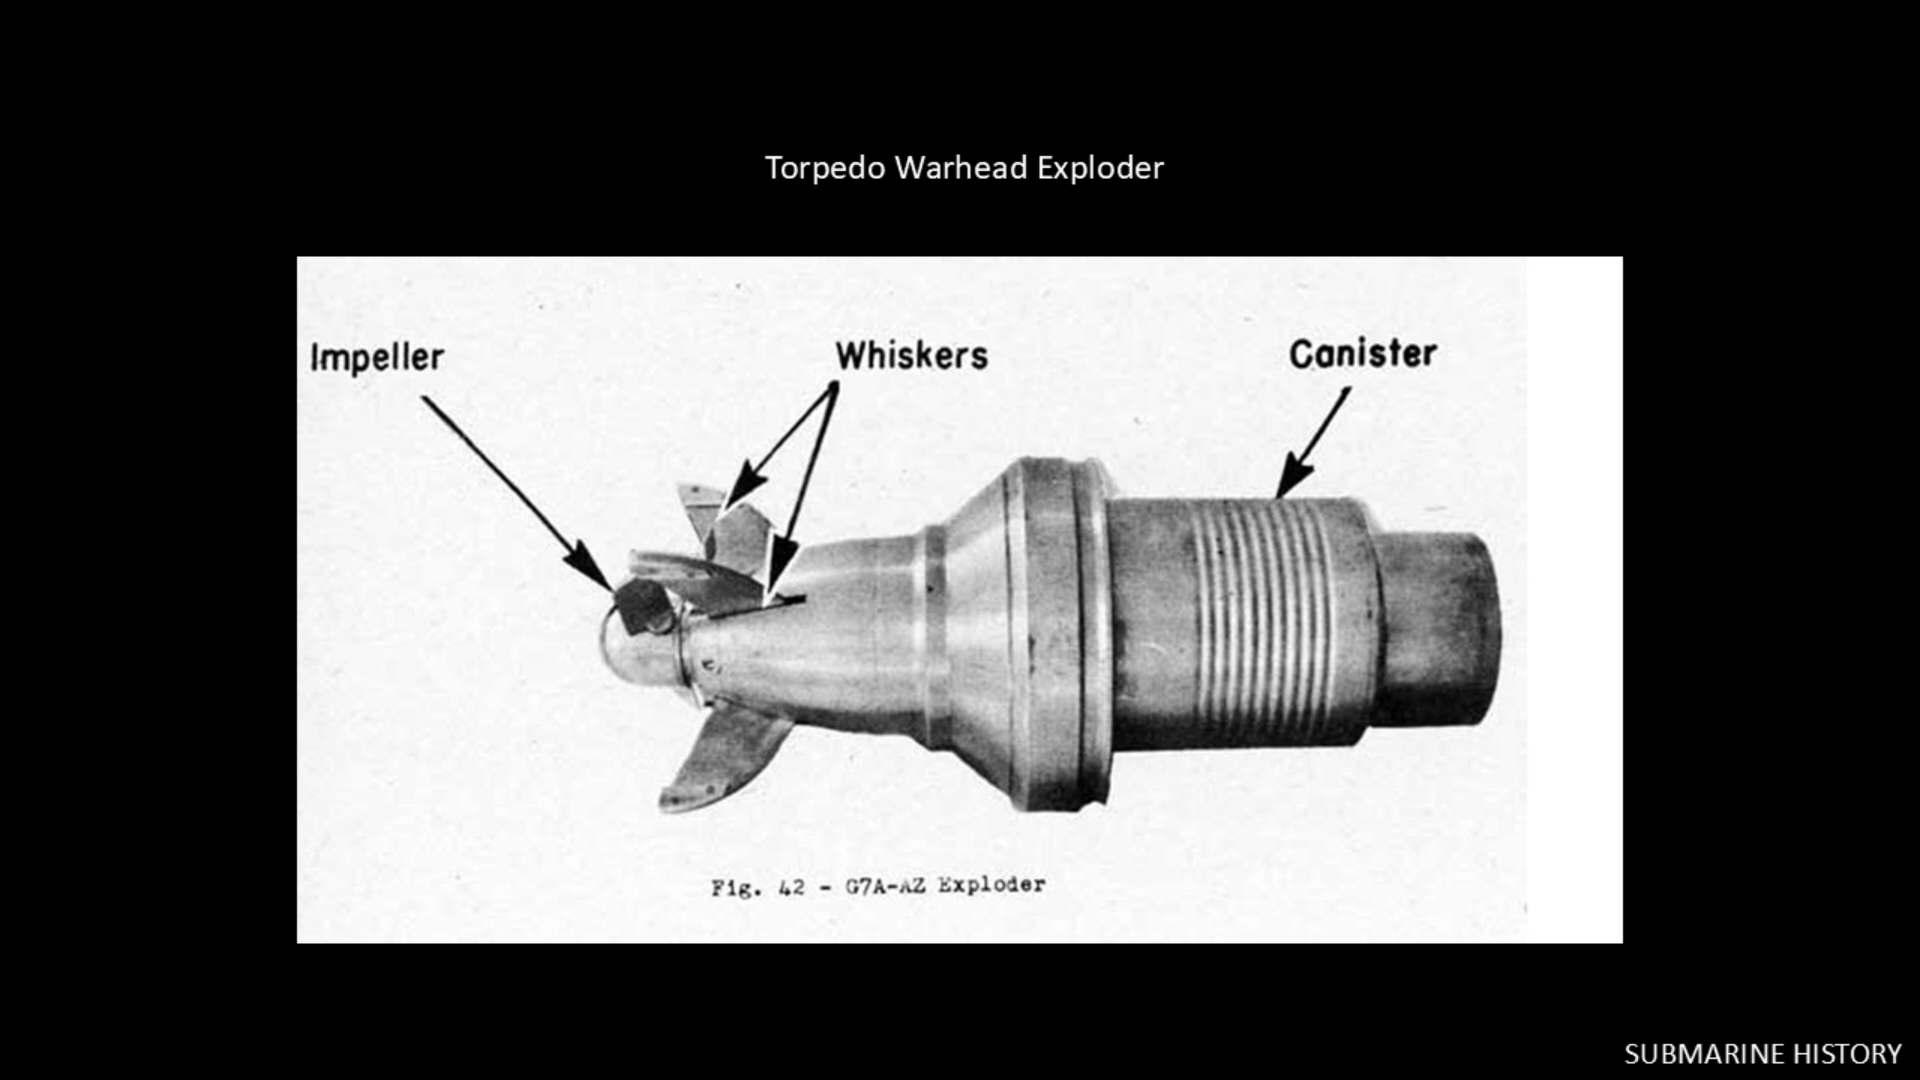 Torpedo Warhead Exploder
Impeller
Whiskers
Canister
Fig. 42 - G7A-AZ Exploder
SUBMARINE HISTORY